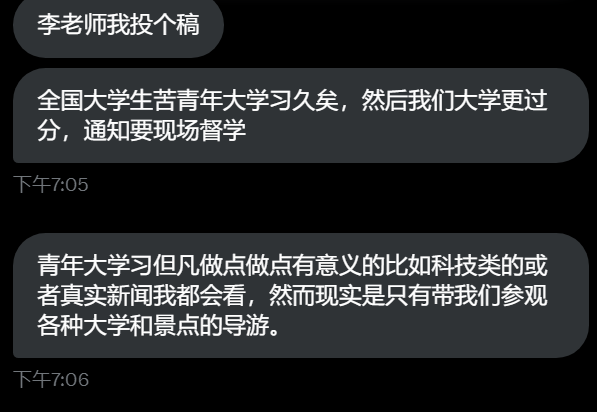 李老师我投个稿
全国大学生苦青年大学习久矣，然后我们大学更过
分，通知要现场督学
下午7:05
青年大学习但凡做点做点有意义的比如科技类的或
者真实新闻我都会看，然而现实是只有带我们参观
各种大学和景点的导游。
下午7:06